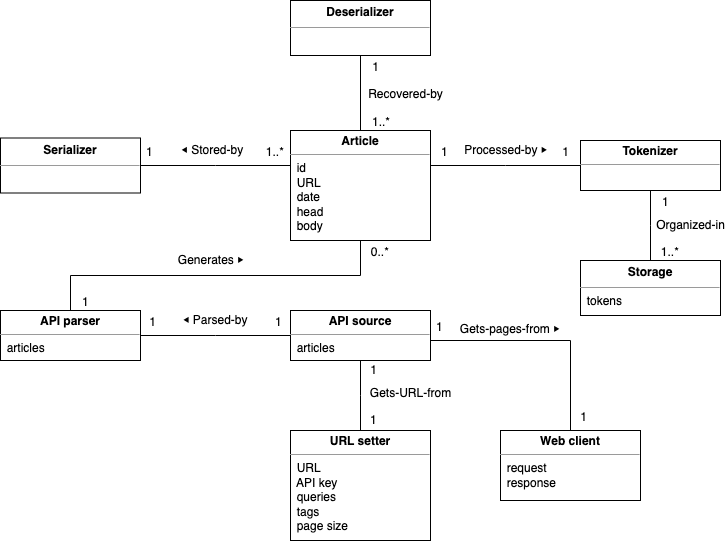 Deserializer
1
Recovered-by
1..*
Serializer
1
◀ Stored-by
1..*
Article
id
URL
date
head
body
1
Processed-by ▶
1
Tokenizer
1
Organized-in
1..*
Storage
tokens
0..*
Generates ▶
1
API parser
articles
1
◀ Parsed-by
1
API source
articles
1
Gets-pages-from ▶
1
1
Gets-URL-from
1
URL setter
URL
API key
queries
tags
page size
Web client
request
response